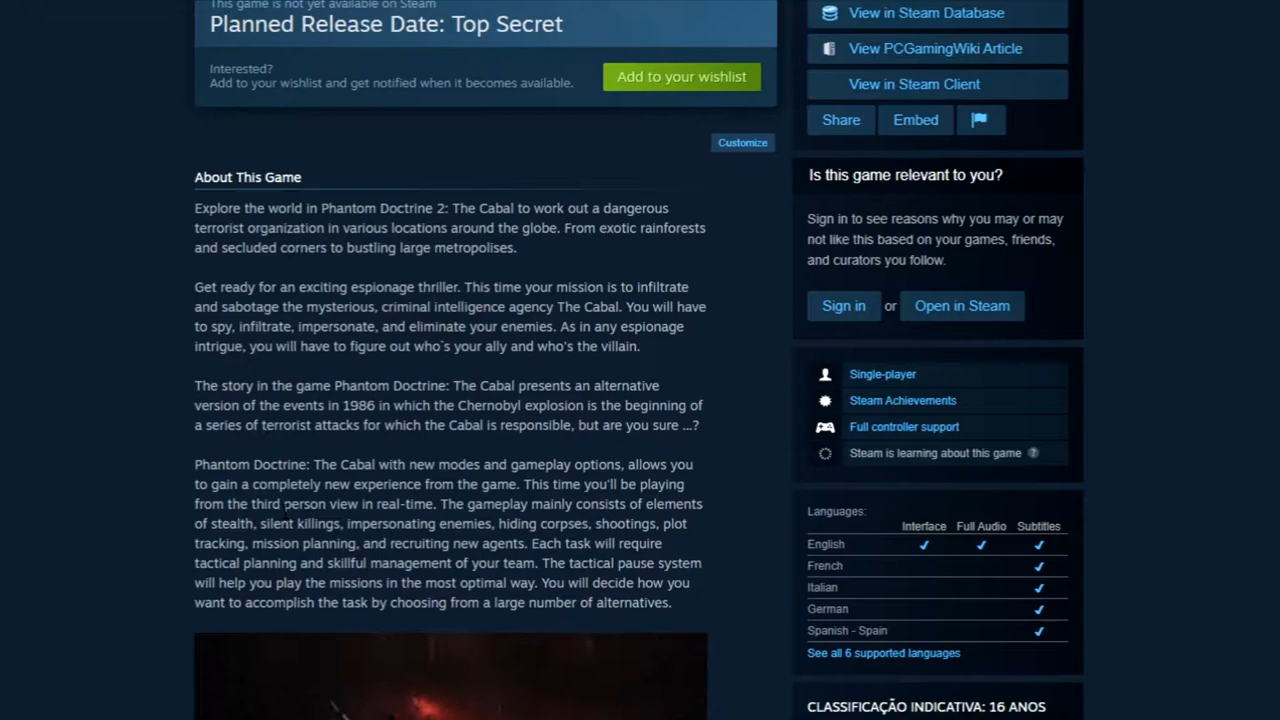 This game is not yet available on Steam
Planned Release Date: Top Secret
Interested?
Add to your wishlist and get notified when it becomes available.
Add to your wishlist
Customize
About This Game
Explore the world in Phantom Doctrine 2: The Cabal to work out a dangerous
terrorist organization in various locations around the globe. From exotic rainforests
and secluded corners to bustling large metropolises.
Get ready for an exciting espionage thriller. This time your mission is to infiltrate
and sabotage the mysterious, criminal intelligence agency The Cabal. You will have
to spy, infiltrate, impersonate, and eliminate your enemies. As in any espionage
intrigue, you will have to figure out who`s your ally and who's the villain.
The story in the game Phantom Doctrine: The Cabal presents an alternative
version of the events in 1986 in which the Chernobyl explosion is the beginning of
a series of terrorist attacks for which the Cabal is responsible, but are you sure ...?
Phantom Doctrine: The Cabal with new modes and gameplay options, allows you
to gain a completely new experience from the game. This time you'll be playing
from the third person view in real-time. The gameplay mainly consists of elements
of stealth, silent killings, impersonating enemies, hiding corpses, shootings, plot
tracking, mission planning, and recruiting new agents. Each task will require
tactical planning and skillful management of your team. The tactical pause system
will help you play the missions in the most optimal way. You will decide how you
want to accomplish the task by choosing from a large number of alternatives.
View in Steam Database
View PCGamingWiki Article
View in Steam Client
Share Embed
Is this game relevant to you?
Sign in to see reasons why you may or may
not like this based on your games, friends,
and curators you follow.
Sign in or Open in Steam
Single-player
Steam Achievements
Full controller support
Steam is learning about this game ?
Languages:
Interface Full Audio Subtitles
English ✔ ✔ ✔
French ✔
Italian ✔
German ✔
Spanish - Spain ✔
See all 6 supported languages
CLASSIFICAÇÃO INDICATIVA: 16 ANOS